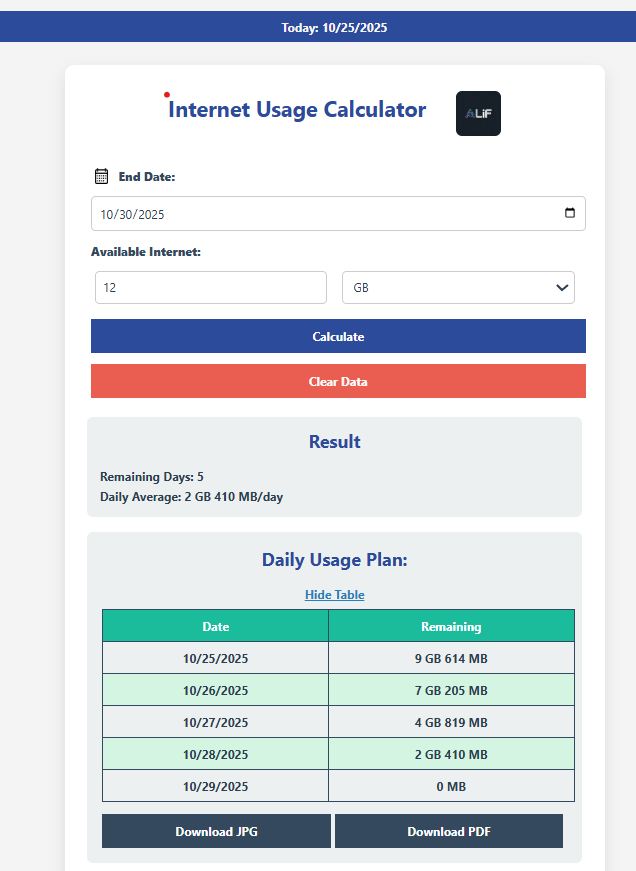 Today: 10/25/2025
Internet Usage Calculator
ALiF
End Date:
10/30/2025
Available Internet:
12 GB
Calculate
Clear Data
Result
Remaining Days: 5
Daily Average: 2 GB 410 MB/day
Daily Usage Plan:
Hide Table
Date Remaining
10/25/2025 9 GB 614 MB
10/26/2025 7 GB 205 MB
10/27/2025 4 GB 819 MB
10/28/2025 2 GB 410 MB
10/29/2025 0 MB
Download JPG Download PDF